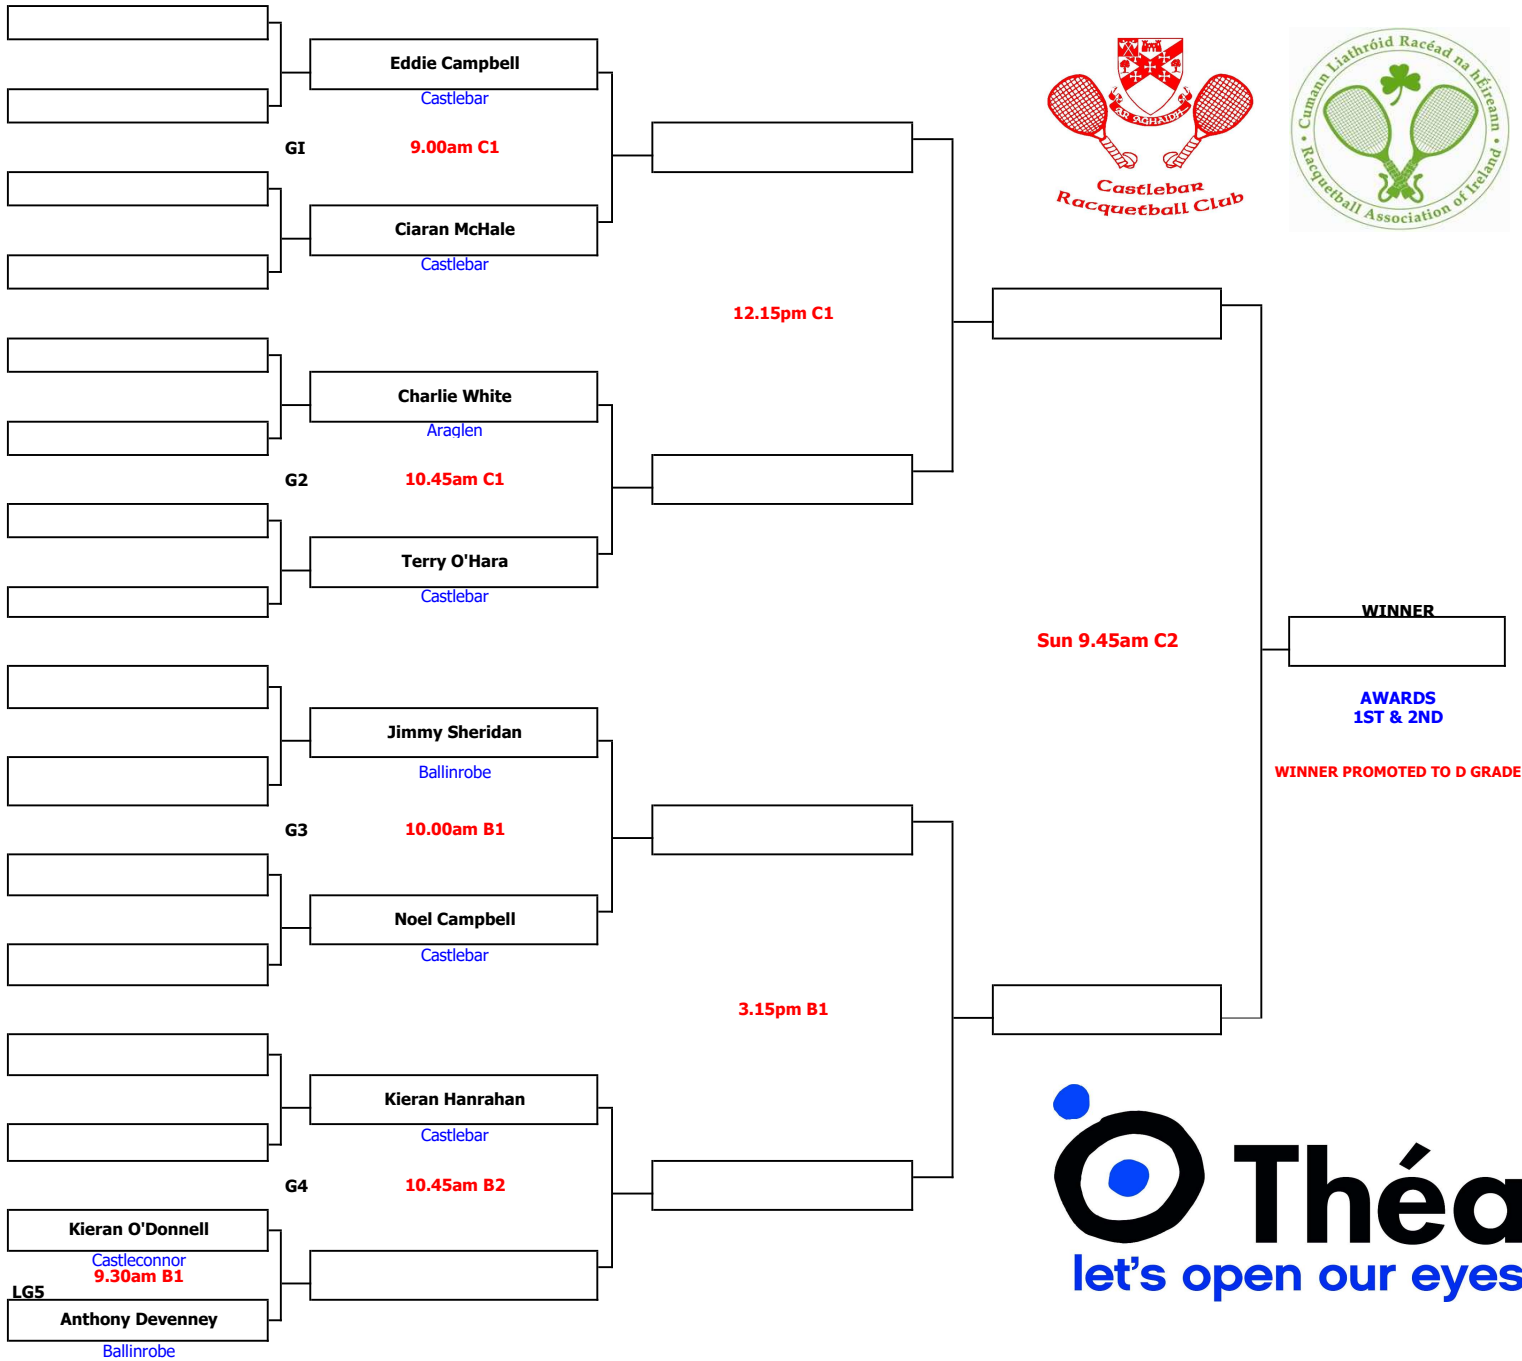 Eddie Campbell
Castlebar
GI
9.00am C1
Ciaran McHale
Castlebar
12.15pm C1
Charlie White
Araglen
G2
10.45am C1
Terry O'Hara
Castlebar
Sun 9.45am C2
Jimmy Sheridan
Ballinrobe
G3
10.00am B1
Noel Campbell
Castlebar
3.15pm B1
Kieran Hanrahan
Castlebar
G4
10.45am B2
Kieran O'Donnell
Castleconnor
9.30am B1
LG5
Anthony Devenney
Ballinrobe
WINNER
AWARDS
1ST & 2ND
WINNER PROMOTED TO D GRADE
AR AGHAIDH
Castlebar
Racquetball Club
Cumann Liathróid Racéad na hÉireann
Racquetball Association of Ireland
Théa
let's open our eyes